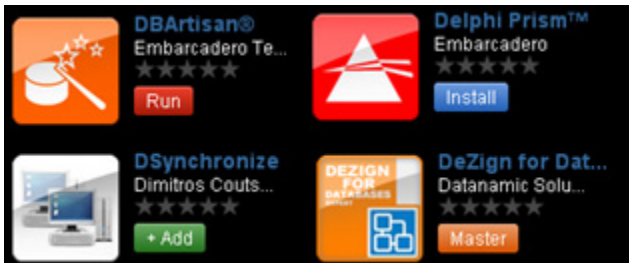 DBArtisan®
Embarcadero Te...
Run
Delphi Prism™
Embarcadero
Install
DSynchronize
Dimitros Couts...
+ Add
DEZIGN
FOR
DATABASES
EXPERT
DeZign for Dat...
Datanamic Solu...
Master